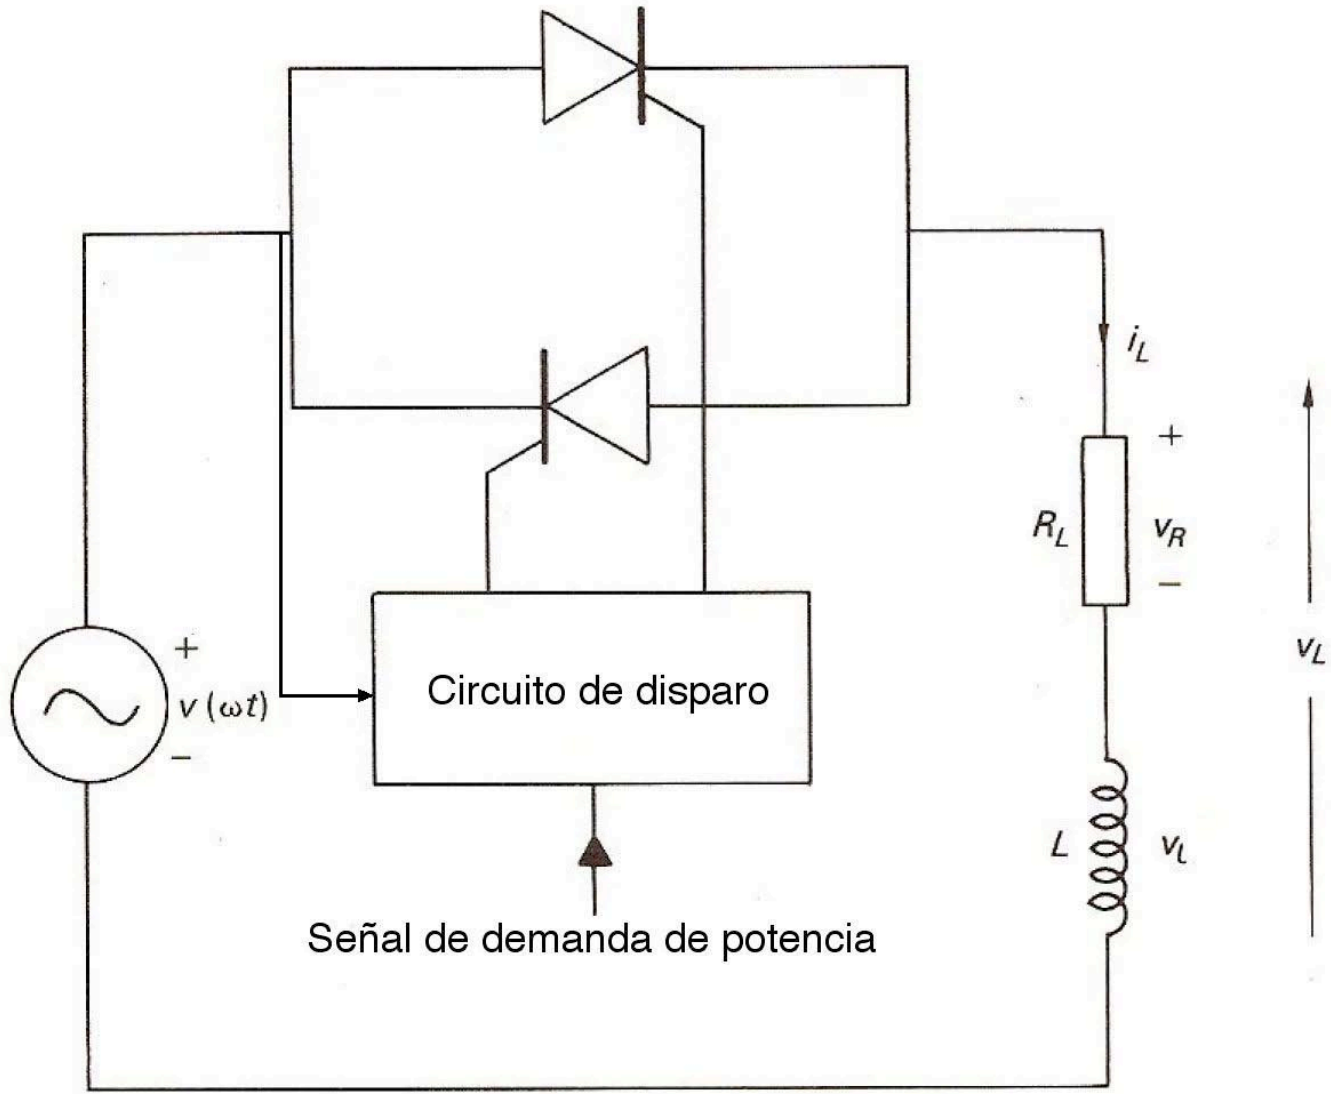 i_L
+
R_L
v_R
−
+
v (ωt)
−
v_L
Circuito de disparo
L
v_l
Señal de demanda de potencia